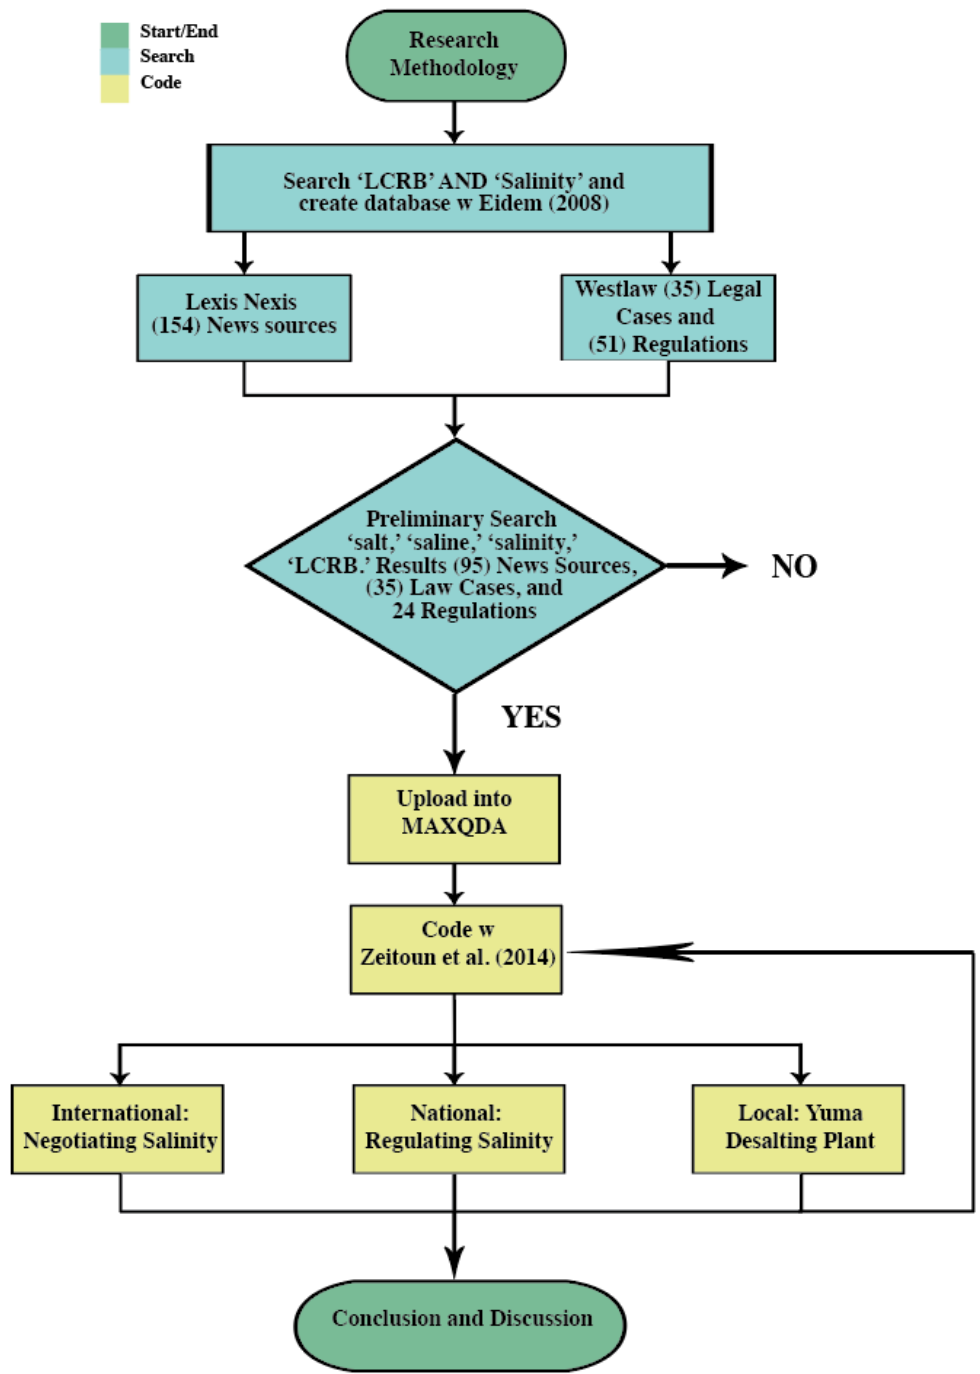 Start/End
Search
Code
Research
Methodology
Search ‘LCRB’ AND ‘Salinity’ and
create database w Eidem (2008)
Lexis Nexis
(154) News sources
Westlaw (35) Legal
Cases and
(51) Regulations
Preliminary Search
‘salt,’ ‘saline,’ ‘salinity,’
‘LCRB.’ Results (95) News Sources,
(35) Law Cases, and
24 Regulations
NO
YES
Upload into
MAXQDA
Code w
Zeitoun et al. (2014)
International:
Negotiating Salinity
National:
Regulating Salinity
Local: Yuma
Desalting Plant
Conclusion and Discussion